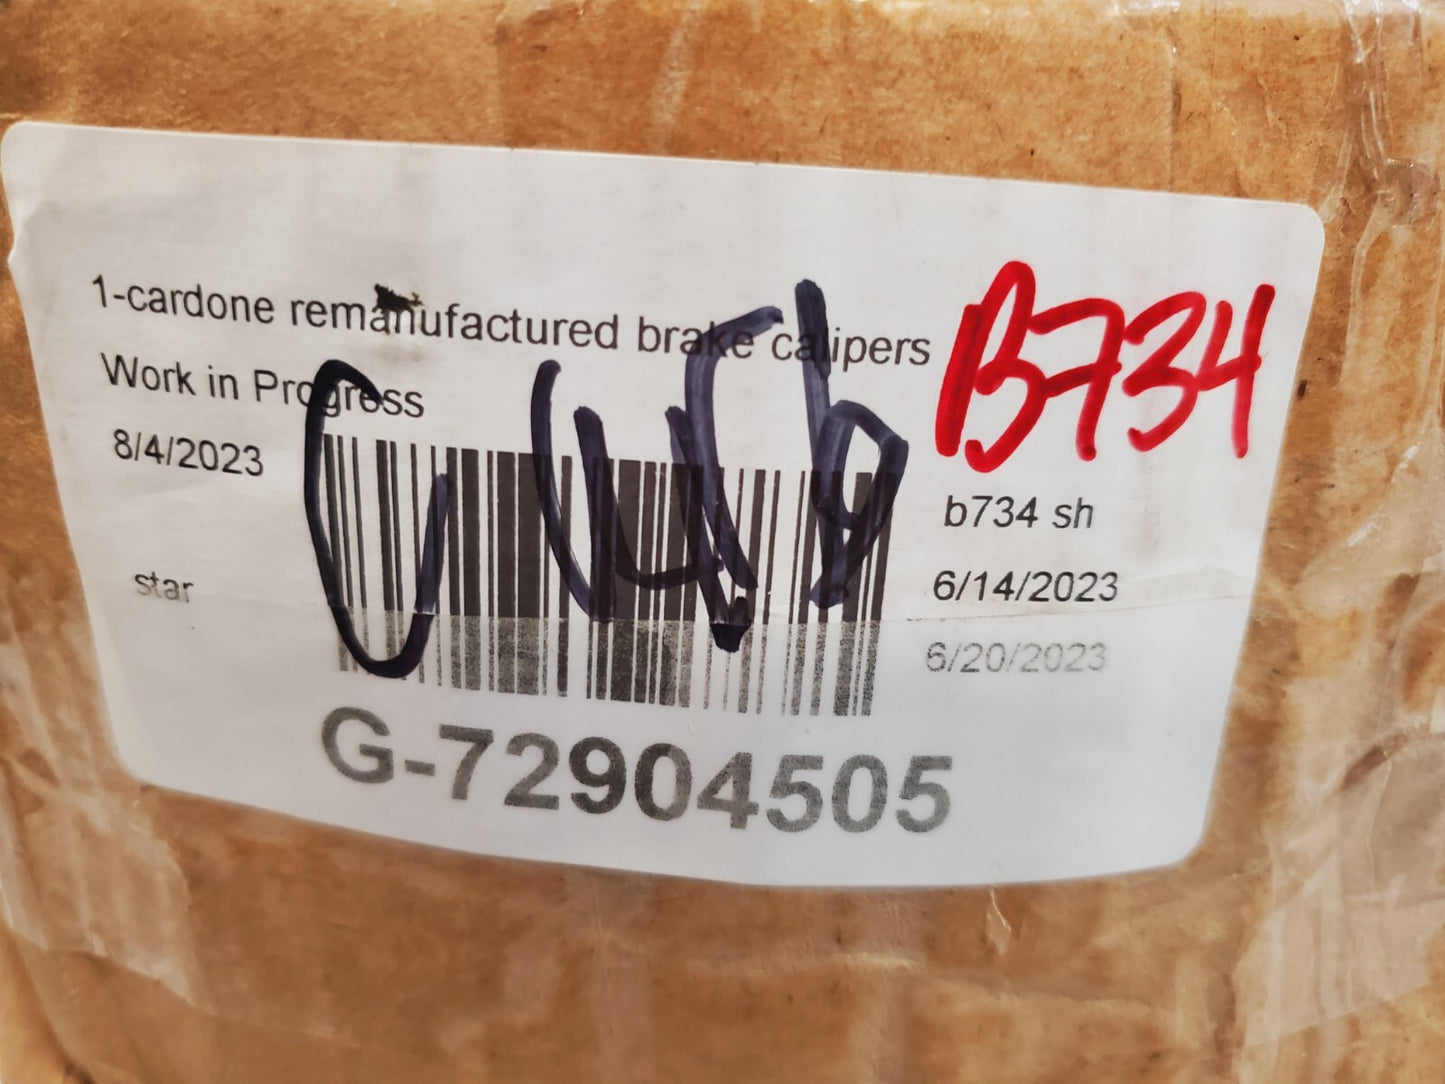 1-cardone remanufactured brake calipers
B734
Work in Progress
8/4/2023
b734 sh
star
6/14/2023
6/20/2023
G-72904505